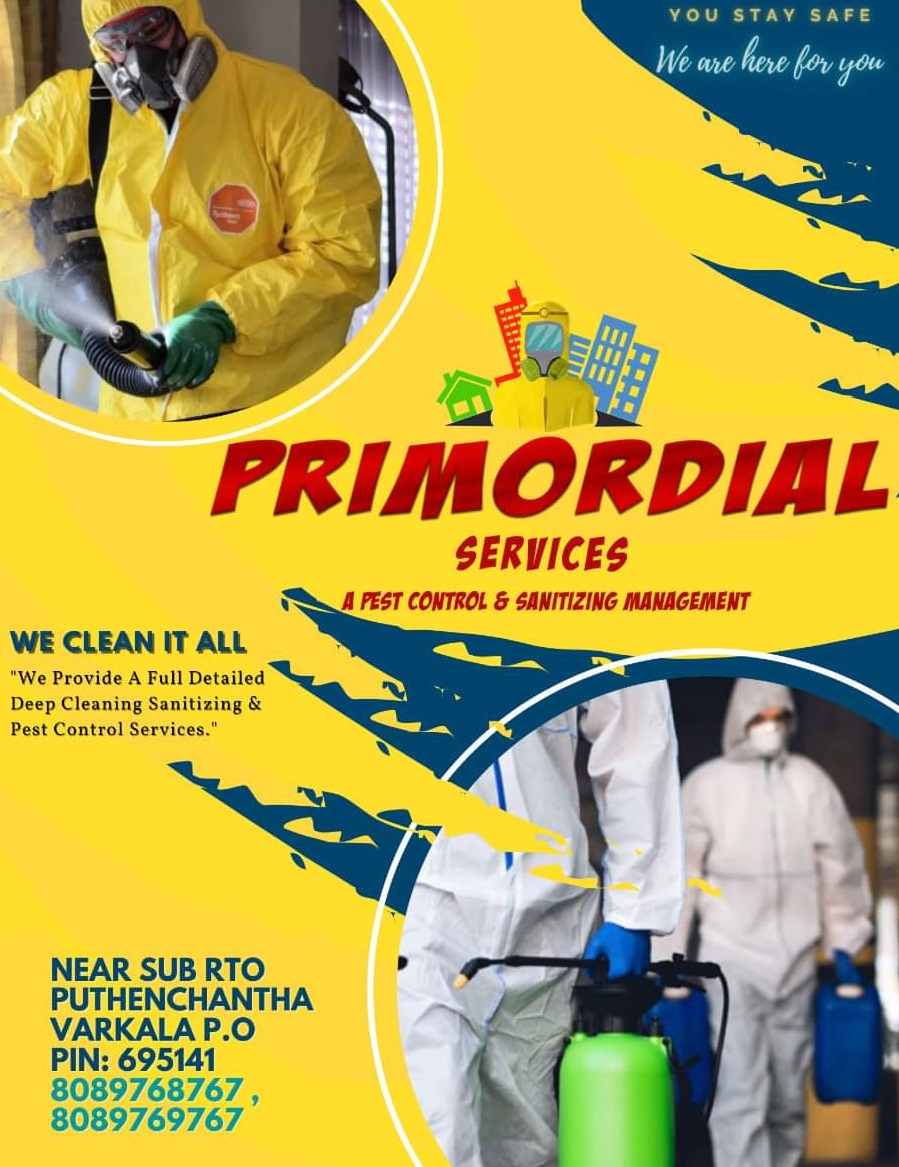 YOU STAY SAFE
We are here for you
PRIMORDIAL
SERVICES
A PEST CONTROL & SANITIZING MANAGEMENT
WE CLEAN IT ALL
"We Provide A Full Detailed
Deep Cleaning Sanitizing &
Pest Control Services."
NEAR SUB RTO
PUTHENCHANTHA
VARKALA P.O
PIN: 695141
8089768767 ,
8089769767